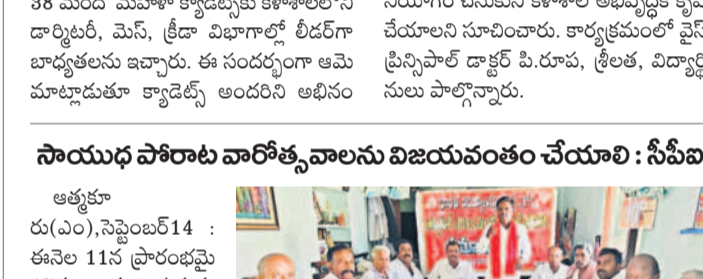 38 మంది మహిళా క్యాడెట్స్‌కు కళాశాలలోని
డార్మిటరీ, మెస్, క్రీడా విభాగాల్లో లీడర్‌గా
బాధ్యతలను ఇచ్చారు. ఈ సందర్భంగా ఆమె
మాట్లాడుతూ క్యాడెట్స్ అందరిని అభినం
చేయాలని సూచించారు. కార్యక్రమంలో వైస్
ప్రిన్సిపాల్ డాక్టర్ పి.రూప, శ్రీలత, విద్యార్థి
నులు పాల్గొన్నారు.
సాయుధ పోరాట వారోత్సవాలను విజయవంతం చేయాలి : సీపీఐ
ఆత్మకూ
రు(ఎం),సెప్టెంబర్14 :
ఈనెల 11న ప్రారంభమై